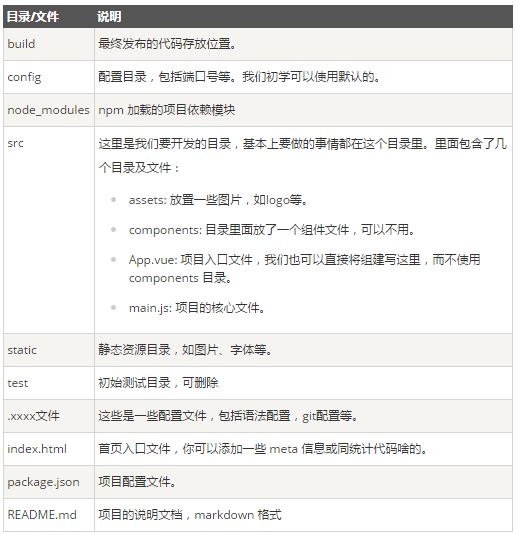 目录/文件 说明
build 最终发布的代码存放位置。
config 配置目录，包括端口号等。我们初学可以使用默认的。
node_modules npm 加载的项目依赖模块
src 这里是我们要开发的目录，基本上要做的事情都在这个目录里。里面包含了几
个目录及文件：
assets: 放置一些图片，如logo等。
components: 目录里面放了一个组件文件，可以不用。
App.vue: 项目入口文件，我们也可以直接将组建写这里，而不使用
components 目录。
main.js: 项目的核心文件。
static 静态资源目录，如图片、字体等。
test 初始测试目录，可删除
.xxxx文件 这些是一些配置文件，包括语法配置，git配置等。
index.html 首页入口文件，你可以添加一些 meta 信息或同统计代码啥的。
package.json 项目配置文件。
README.md 项目的说明文档，markdown 格式